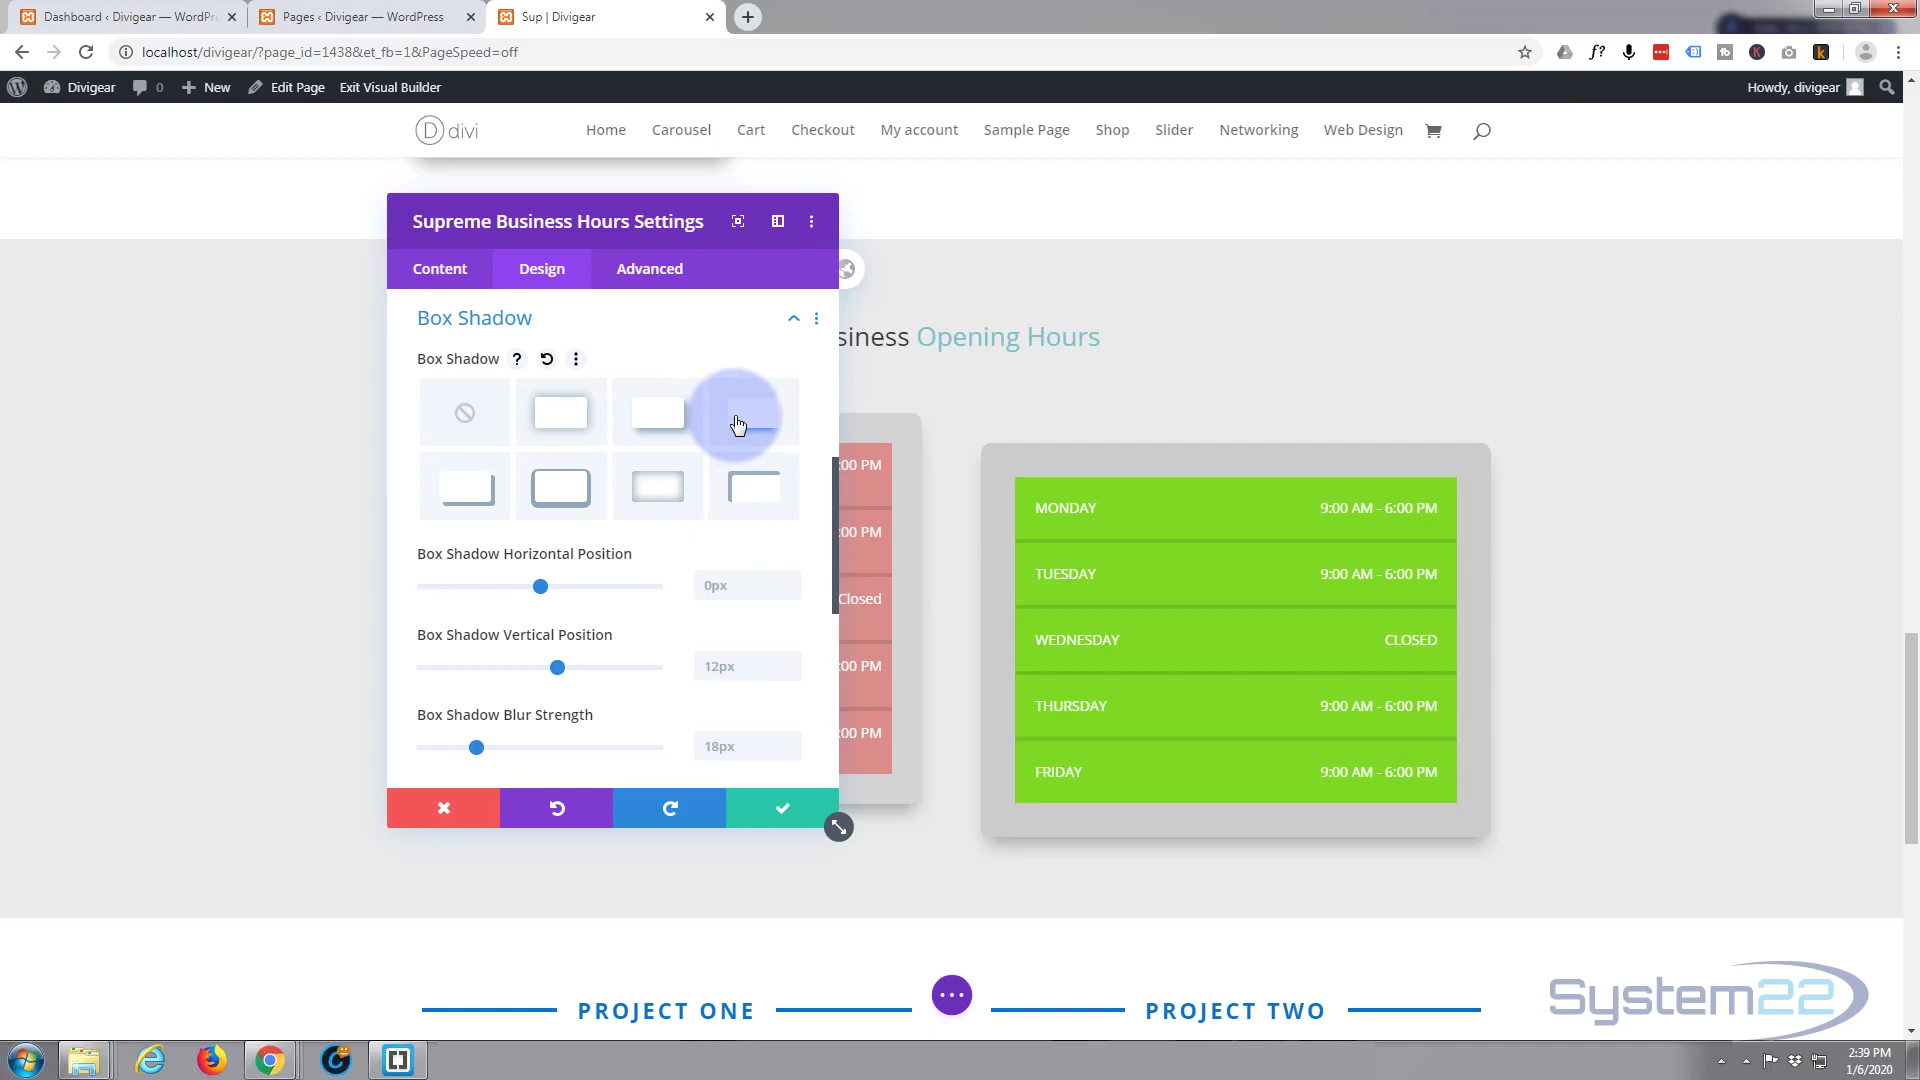 Dashboard ‹ Divigear — WordPr
Pages ‹ Divigear — WordPress
Sup | Divigear
localhost/divigear/?page_id=1438&et_fb=1&PageSpeed=off
Divigear
0
New
Edit Page
Exit Visual Builder
Howdy, divigear
D divi
Home
Carousel
Cart
Checkout
My account
Sample Page
Shop
Slider
Networking
Web Design
Supreme Business Hours Settings
Content
Design
Advanced
Box Shadow
Box Shadow ?
Box Shadow Horizontal Position
0px
Box Shadow Vertical Position
12px
Box Shadow Blur Strength
18px
siness Opening Hours
:00 PM
:00 PM
Closed
:00 PM
:00 PM
MONDAY 9:00 AM - 6:00 PM
TUESDAY 9:00 AM - 6:00 PM
WEDNESDAY CLOSED
THURSDAY 9:00 AM - 6:00 PM
FRIDAY 9:00 AM - 6:00 PM
PROJECT ONE
PROJECT TWO
System22
2:39 PM
1/6/2020